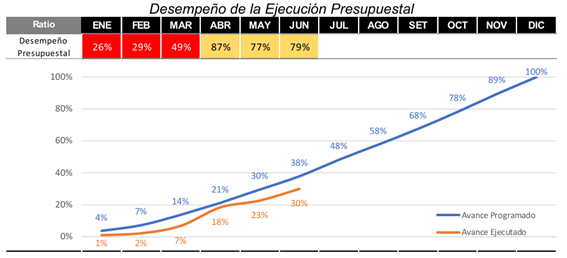 Desempeño de la Ejecución Presupuestal
Ratio ENE FEB MAR ABR MAY JUN JUL AGO SET OCT NOV DIC
Desempeño
Presupuestal 26% 29% 49% 87% 77% 79%
100%
80%
60%
40%
20%
0%
4% 7% 14% 21% 30% 38% 48% 58% 68% 78% 89% 100%
1% 2% 7% 18% 23% 30%
Avance Programado
Avance Ejecutado